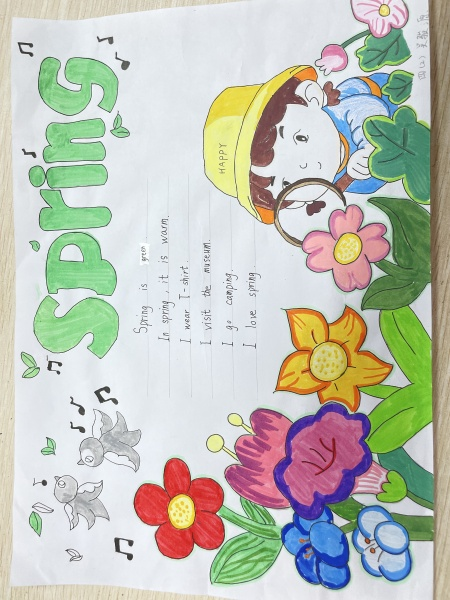 Spring
HAPPY
Spring is green.
In spring it is warm.
I wear T-shirt.
I visit the museum.
I go camping.
I love spring.